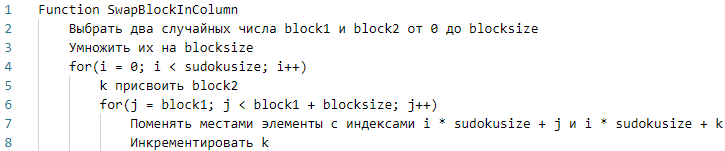 1 Function SwapBlockInColumn
2 Выбрать два случайных числа block1 и block2 от 0 до blocksize
3 Умножить их на blocksize
4 for(i = 0; i < sudokusize; i++)
5 k присвоить block2
6 for(j = block1; j < block1 + blocksize; j++)
7 Поменять местами элементы с индексами i * sudokusize + j и i * sudokusize + k
8 Инкрементировать k